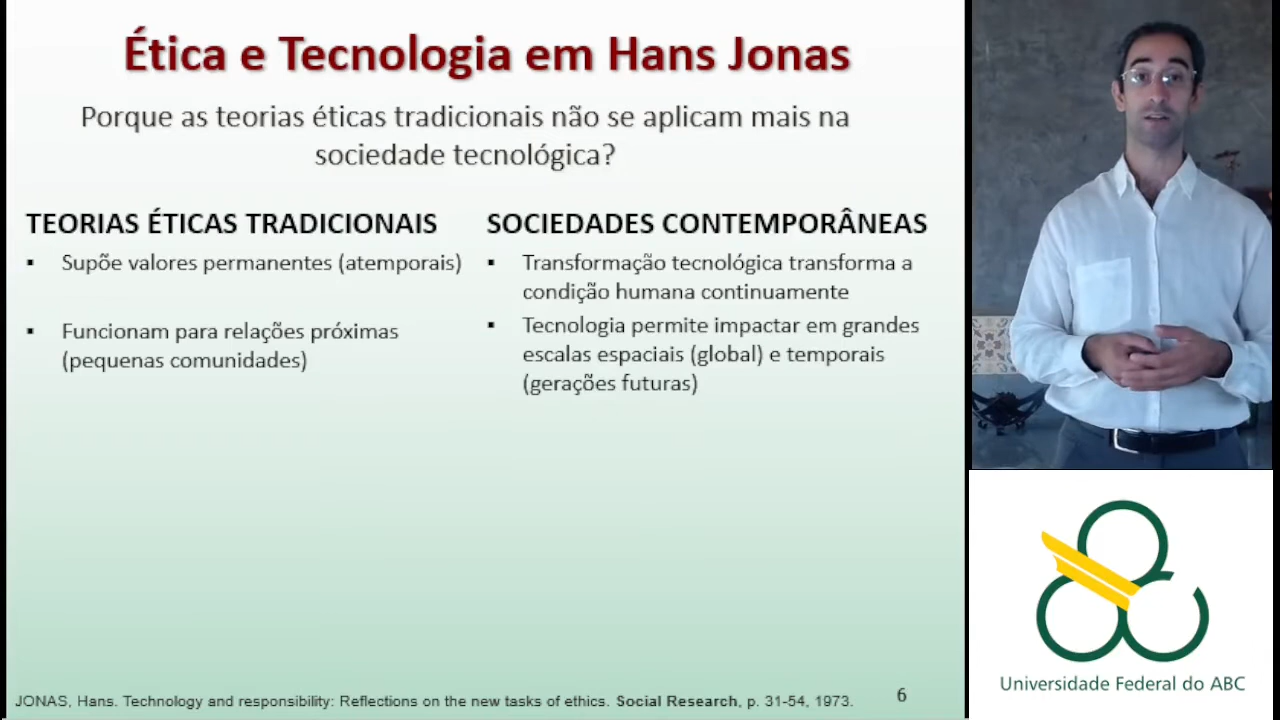 Ética e Tecnologia em Hans Jonas
Porque as teorias éticas tradicionais não se aplicam mais na
sociedade tecnológica?
TEORIAS ÉTICAS TRADICIONAIS
▪ Supõe valores permanentes (atemporais)
▪ Funcionam para relações próximas
(pequenas comunidades)
SOCIEDADES CONTEMPORÂNEAS
▪ Transformação tecnológica transforma a
condição humana continuamente
▪ Tecnologia permite impactar em grandes
escalas espaciais (global) e temporais
(gerações futuras)
JONAS, Hans. Technology and responsibility: Reflections on the new tasks of ethics. Social Research, p. 31-54, 1973.
6
Universidade Federal do ABC